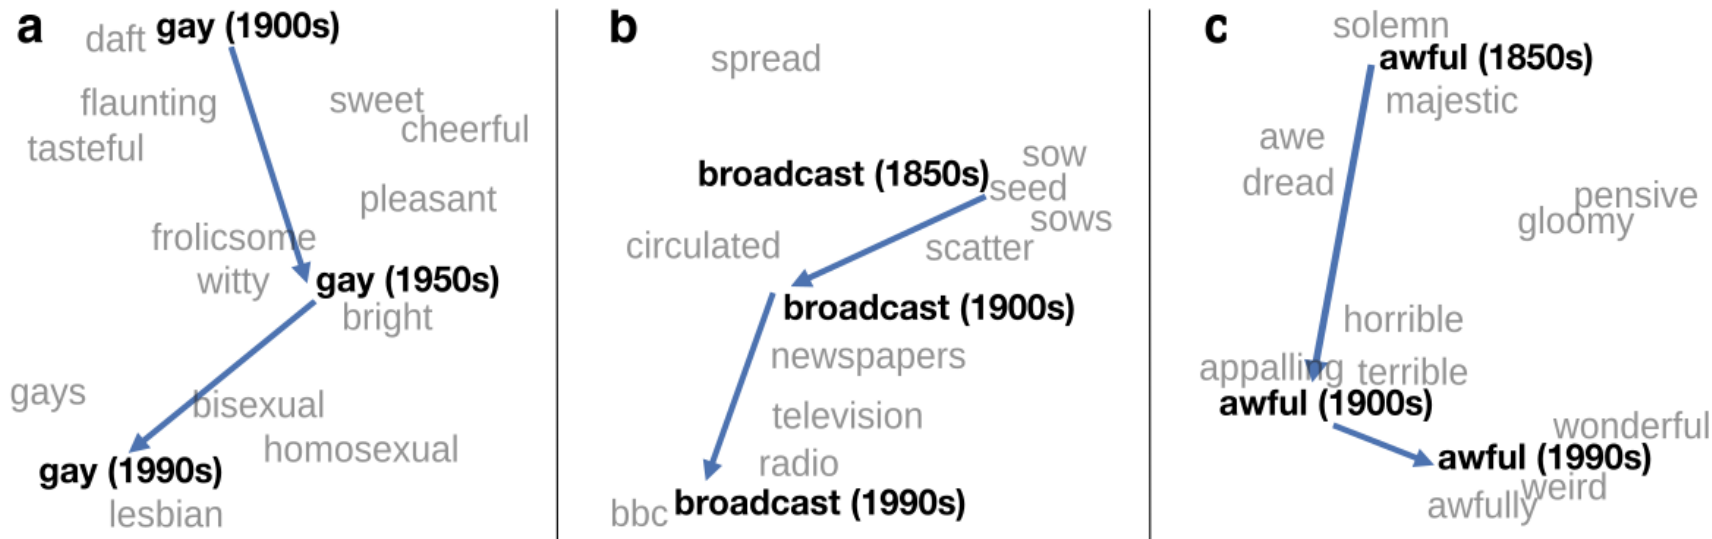 a
daft gay (1900s)
flaunting
sweet
cheerful
tasteful
pleasant
frolicsome
witty
gay (1950s)
bright
gays
bisexual
homosexual
gay (1990s)
lesbian
b
spread
broadcast (1850s)
sow
seed
sows
circulated
scatter
broadcast (1900s)
newspapers
television
radio
bbc broadcast (1990s)
c
solemn
awful (1850s)
majestic
awe
dread
pensive
gloomy
horrible
appalling terrible
awful (1900s)
wonderful
awful (1990s)
weird
awfully